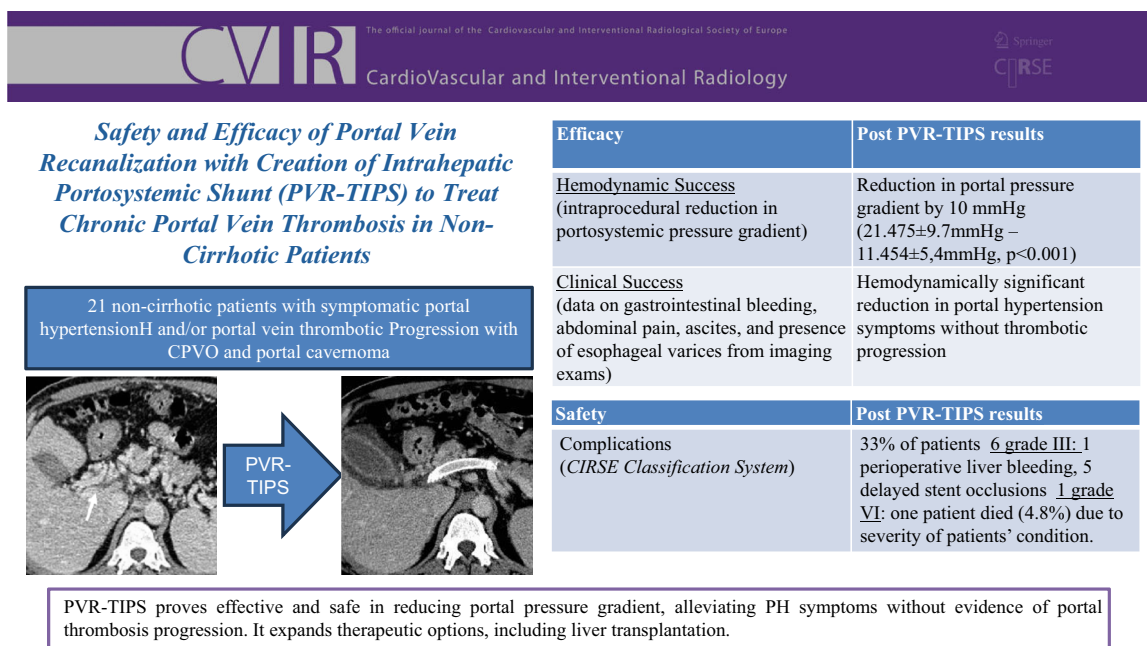 CVIR
The official journal of the Cardiovascular and Interventional Radiological Society of Europe
CardioVascular and Interventional Radiology
Springer
CIRSE
Safety and Efficacy of Portal Vein
Recanalization with Creation of Intrahepatic
Portosystemic Shunt (PVR-TIPS) to Treat
Chronic Portal Vein Thrombosis in Non-
Cirrhotic Patients
21 non-cirrhotic patients with symptomatic portal
hypertensionH and/or portal vein thrombotic Progression with
CPVO and portal cavernoma
PVR-
TIPS
Efficacy
Post PVR-TIPS results
Hemodynamic Success
(intraprocedural reduction in
portosystemic pressure gradient)
Reduction in portal pressure
gradient by 10 mmHg
(21.475±9.7mmHg –
11.454±5,4mmHg, p<0.001)
Clinical Success
(data on gastrointestinal bleeding,
abdominal pain, ascites, and presence
of esophageal varices from imaging
exams)
Hemodynamically significant
reduction in portal hypertension
symptoms without thrombotic
progression
Safety
Post PVR-TIPS results
Complications
(CIRSE Classification System)
33% of patients 6 grade III: 1
perioperative liver bleeding, 5
delayed stent occlusions 1 grade
VI: one patient died (4.8%) due to
severity of patients' condition.
PVR-TIPS proves effective and safe in reducing portal pressure gradient, alleviating PH symptoms without evidence of portal
thrombosis progression. It expands therapeutic options, including liver transplantation.